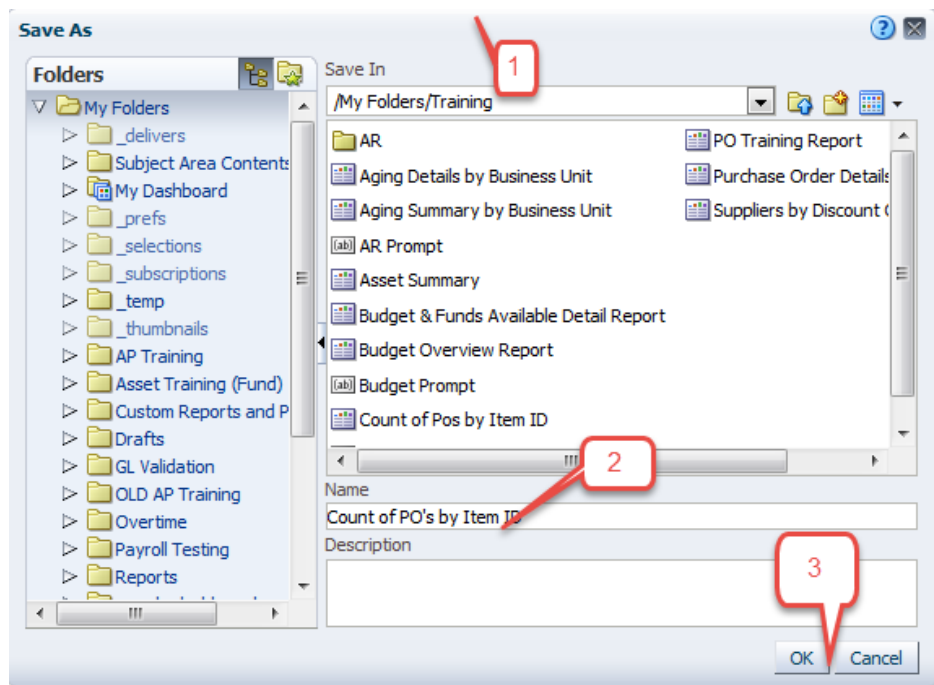 Save As
1
Folders
My Folders
_delivers
Subject Area Contents
My Dashboard
_prefs
_selections
_subscriptions
_temp
_thumbnails
AP Training
Asset Training (Fund)
Custom Reports and P
Drafts
GL Validation
OLD AP Training
Overtime
Payroll Testing
Reports
Save In
/My Folders/Training
AR
Aging Details by Business Unit
Aging Summary by Business Unit
(ab) AR Prompt
Asset Summary
Budget & Funds Available Detail Report
Budget Overview Report
(ab) Budget Prompt
Count of Pos by Item ID
PO Training Report
Purchase Order Details
Suppliers by Discount
2
Name
Count of PO's by Item ID
Description
3
OK
Cancel